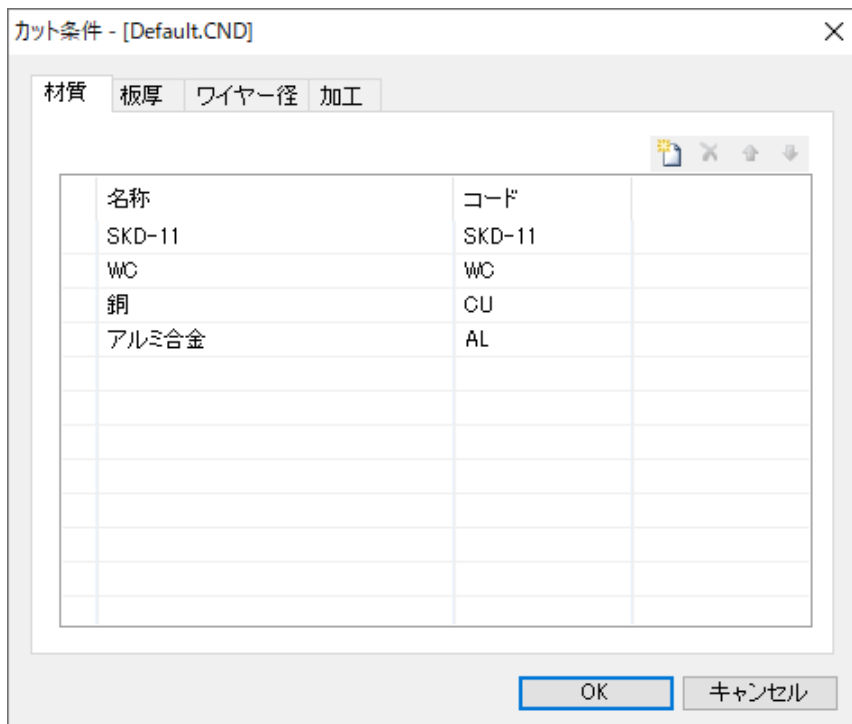 カット条件 - [Default.CND]
材質 板厚 ワイヤー径 加工
名称 コード
SKD-11 SKD-11
WC WC
銅 CU
アルミ合金 AL
OK キャンセル